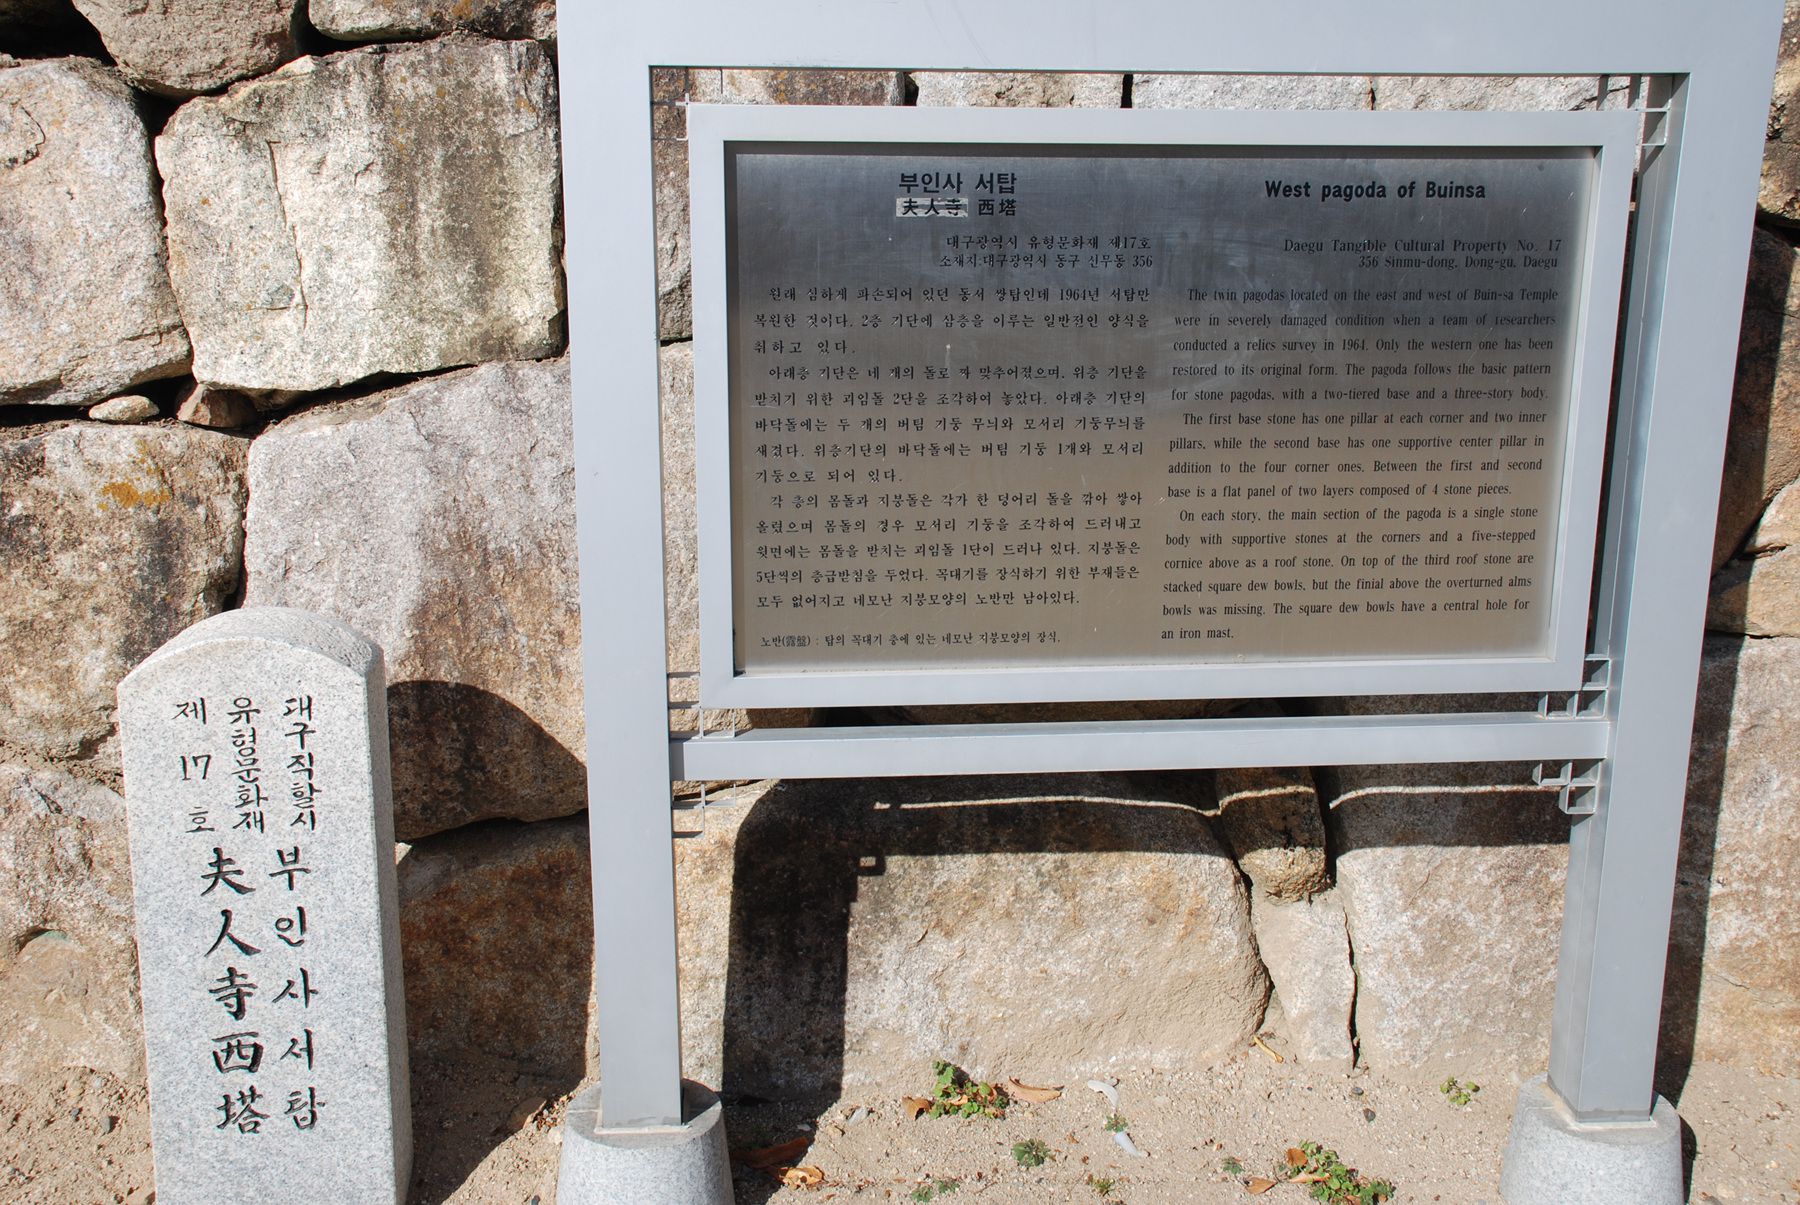 부인사 서탑
夫人寺 西塔
대구광역시 유형문화재 제17호
소재지:대구광역시 동구 신무동 356
원래 심하게 파손되어 있던 동서 쌍탑인데 1964년 서탑만
복원한 것이다. 2층 기단에 삼층을 이루는 일반적인 양식을
취하고 있다.
아래층 기단은 네 개의 돌로 짜 맞추어졌으며, 위층 기단을
받치기 위한 괴임돌 2단을 조각하여 놓았다. 아래층 기단의
바닥돌에는 두 개의 버팀 기둥 무늬와 모서리 기둥무늬를
새겼다. 위층기단의 바닥돌에는 버팀 기둥 1개와 모서리
기둥으로 되어 있다.
각 층의 몸돌과 지붕돌은 각가 한 덩어리 돌을 깎아 쌓아
올렸으며 몸돌의 경우 모서리 기둥을 조각하여 드러내고
윗면에는 몸돌을 받치는 괴임돌 1단이 드러나 있다. 지붕돌은
5단씩의 층급받침을 두었다. 꼭대기를 장식하기 위한 부재들은
모두 없어지고 네모난 지붕모양의 노반만 남아있다.
노반(露盤) : 탑의 꼭대기 층에 있는 네모난 지붕모양의 장식.
West pagoda of Buinsa
Daegu Tangible Cultural Property No. 17
356 Sinmu-dong, Dong-gu, Daegu
The twin pagodas located on the east and west of Buin-sa Temple
were in severely damaged condition when a team of researchers
conducted a relics survey in 1964. Only the western one has been
restored to its original form. The pagoda follows the basic pattern
for stone pagodas, with a two-tiered base and a three-story body.
The first base stone has one pillar at each corner and two inner
pillars, while the second base has one supportive center pillar in
addition to the four corner ones. Between the first and second
base is a flat panel of two layers composed of 4 stone pieces.
On each story, the main section of the pagoda is a single stone
body with supportive stones at the corners and a five-stepped
cornice above as a roof stone. On top of the third roof stone are
stacked square dew bowls, but the finial above the overturned alms
bowls was missing. The square dew bowls have a central hole for
an iron mast.
대구직할시
유형문화재
제17호
부인사서탑
夫人寺西塔